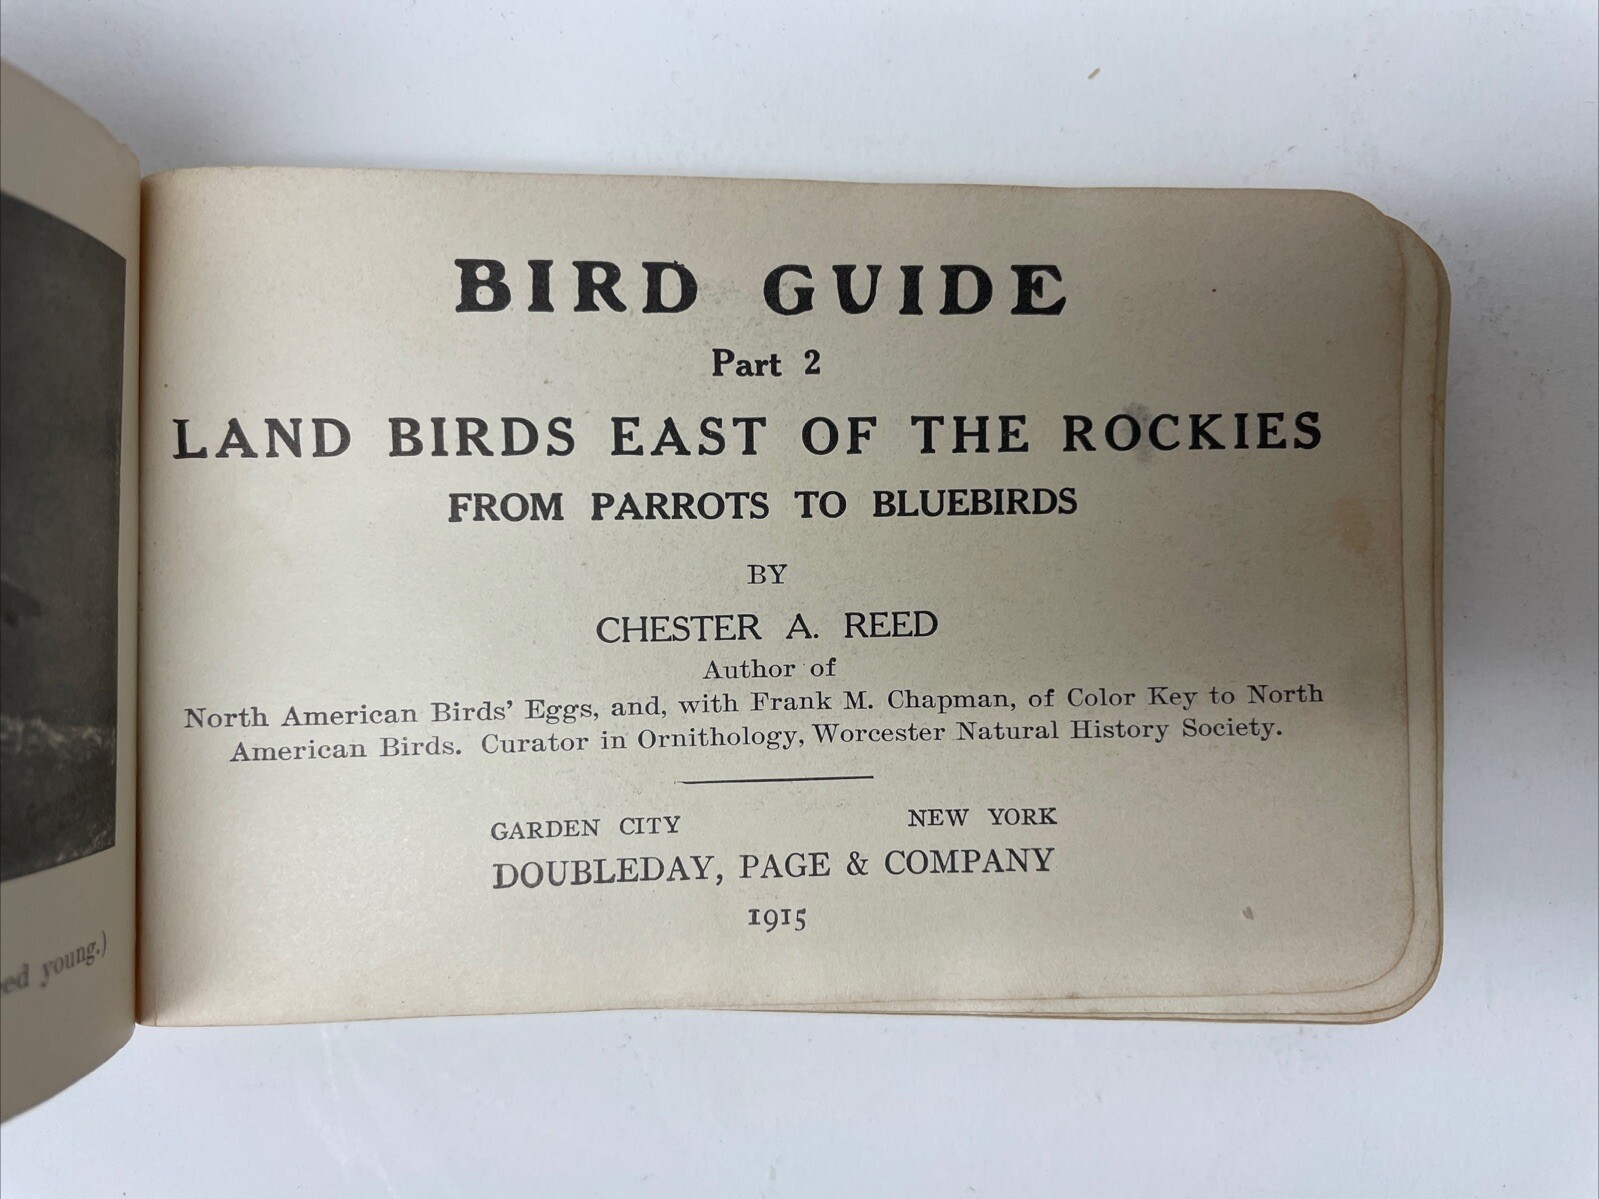 BIRD GUIDE
Part 2
LAND BIRDS EAST OF THE ROCKIES
FROM PARROTS TO BLUEBIRDS
BY
CHESTER A. REED
Author of
North American Birds' Eggs, and, with Frank M. Chapman, of Color Key to North
American Birds. Curator in Ornithology, Worcester Natural History Society.
GARDEN CITY NEW YORK
DOUBLEDAY, PAGE & COMPANY
1915
young.)